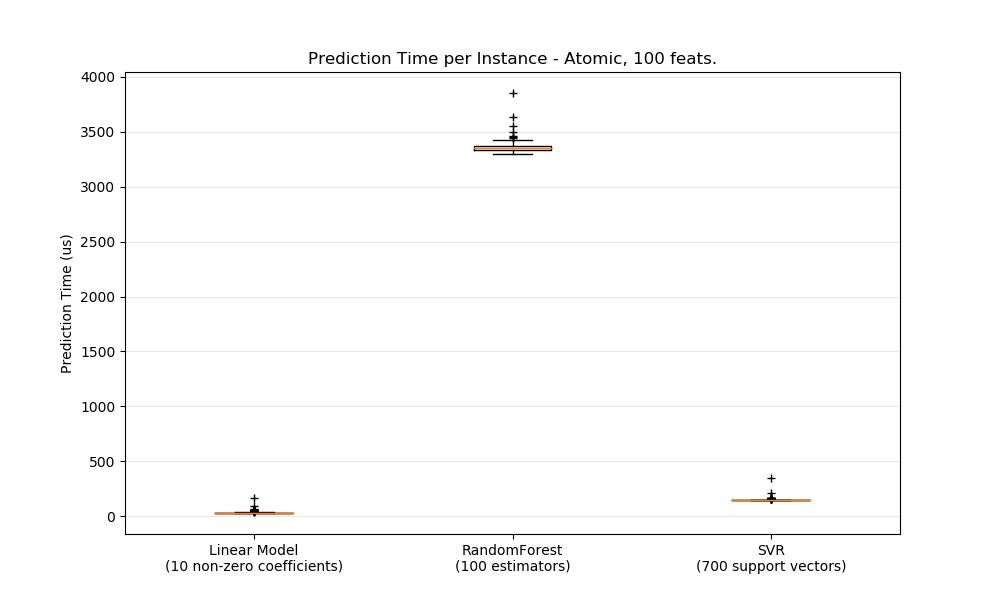 Prediction Time per Instance - Atomic, 100 feats.
4000
3500
3000
2500
2000
1500
1000
500
0
Prediction Time (us)
Linear Model
(10 non-zero coefficients)
RandomForest
(100 estimators)
SVR
(700 support vectors)